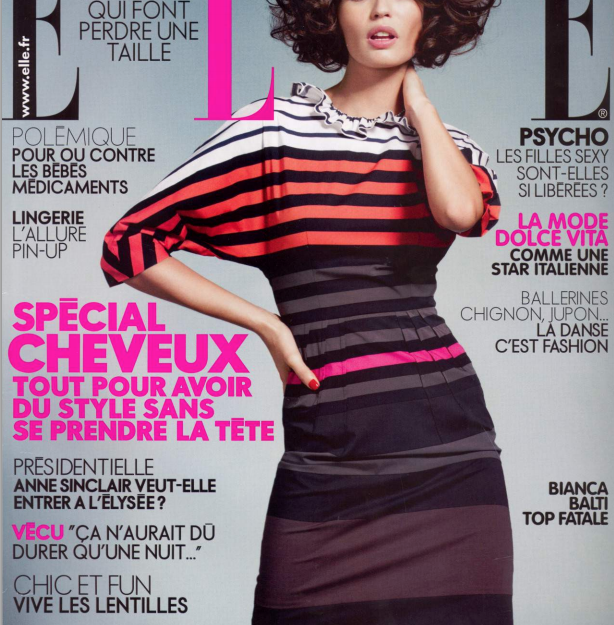 QUI FONT
PERDRE UNE
TAILLE
ELLE
www.elle.fr
®
POLÉMIQUE
POUR OU CONTRE
LES BÉBÉS
MÉDICAMENTS
LINGERIE
L'ALLURE
PIN-UP
SPÉCIAL
CHEVEUX
TOUT POUR AVOIR
DU STYLE SANS
SE PRENDRE LA TÊTE
PRÉSIDENTIELLE
ANNE SINCLAIR VEUT-ELLE
ENTRER A L'ÉLYSÉE ?
VÉCU "ÇA N'AURAIT DÛ
DURER QU'UNE NUIT..."
CHIC ET FUN
VIVE LES LENTILLES
PSYCHO
LES FILLES SEXY
SONT-ELLES
SI LIBÉRÉES ?
LA MODE
DOLCE VITA
COMME UNE
STAR ITALIENNE
BALLERINES
CHIGNON, JUPON...
LA DANSE
C'EST FASHION
BIANCA
BALTI
TOP FATALE